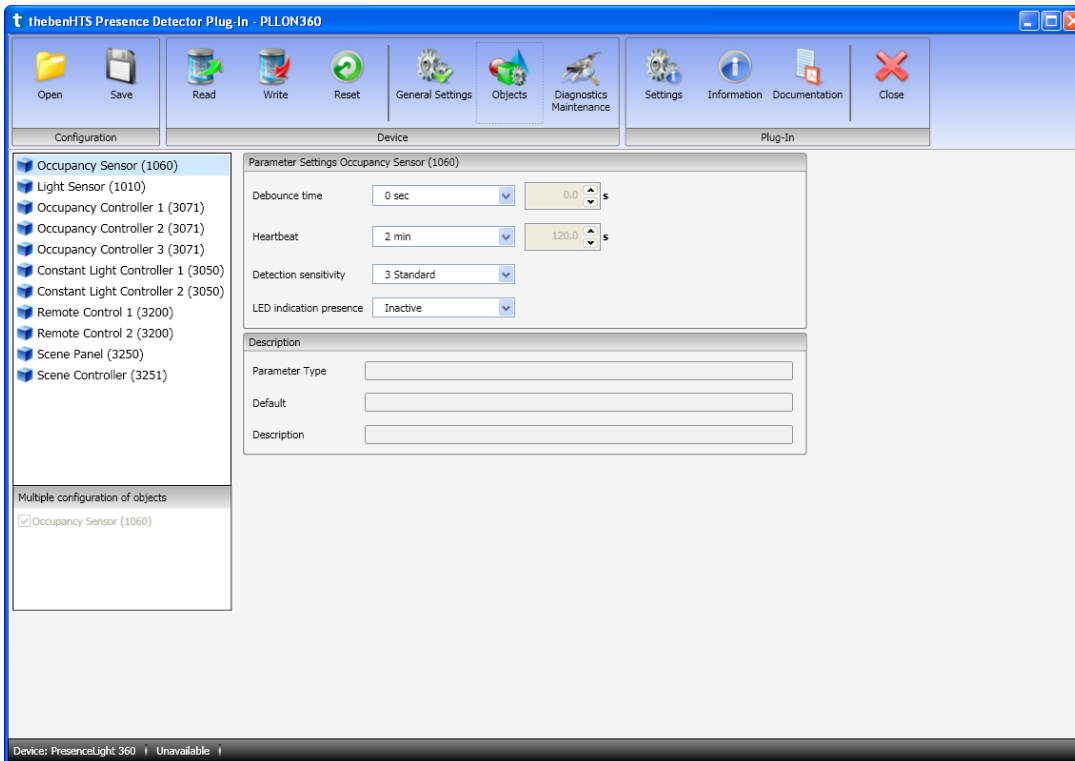 t thebenHTS Presence Detector Plug-In - PLLON360
Open Save Read Write Reset General Settings Objects Diagnostics Maintenance Settings Information Documentation Close
Configuration Device Plug-In
Occupancy Sensor (1060)
Light Sensor (1010)
Occupancy Controller 1 (3071)
Occupancy Controller 2 (3071)
Occupancy Controller 3 (3071)
Constant Light Controller 1 (3050)
Constant Light Controller 2 (3050)
Remote Control 1 (3200)
Remote Control 2 (3200)
Scene Panel (3250)
Scene Controller (3251)
Multiple configuration of objects
Occupancy Sensor (1060)
Parameter Settings Occupancy Sensor (1060)
Debounce time 0 sec 0.0 s
Heartbeat 2 min 120.0 s
Detection sensitivity 3 Standard
LED indication presence Inactive
Description
Parameter Type
Default
Description
Device: PresenceLight 360 Unavailable